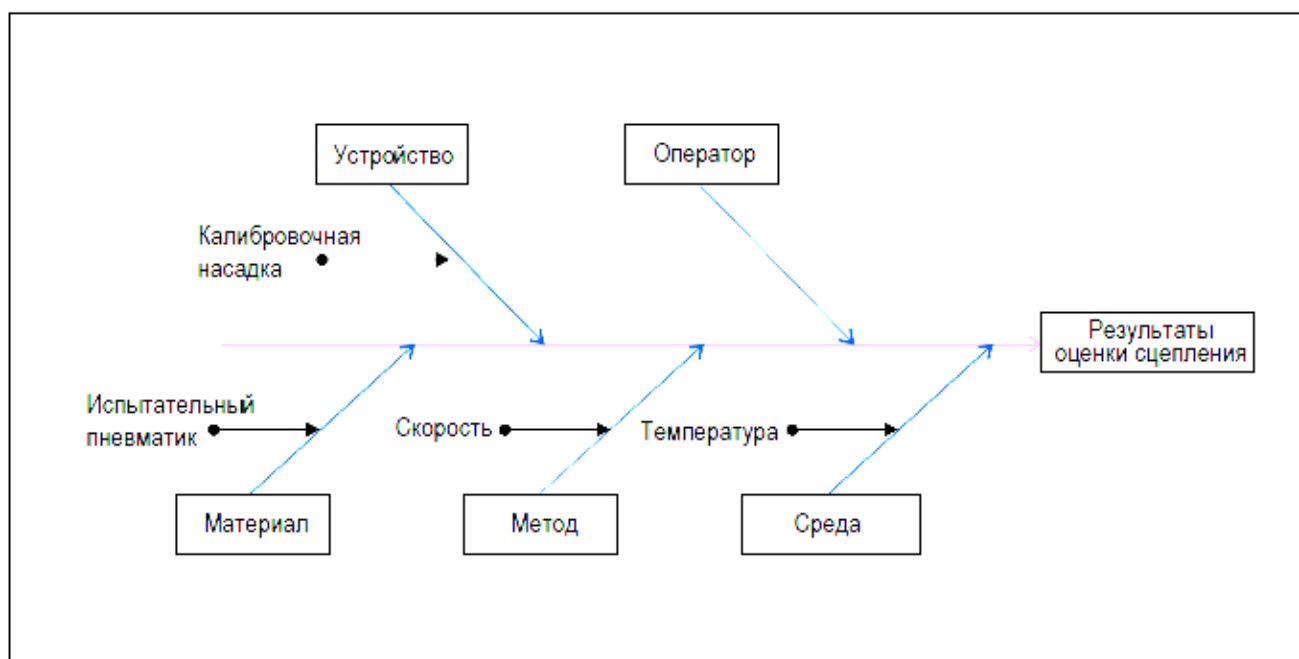 Устройство
Оператор
Калибровочная
насадка
Результаты
оценки сцепления
Испытательный
пневматик
Скорость
Температура
Материал
Метод
Среда